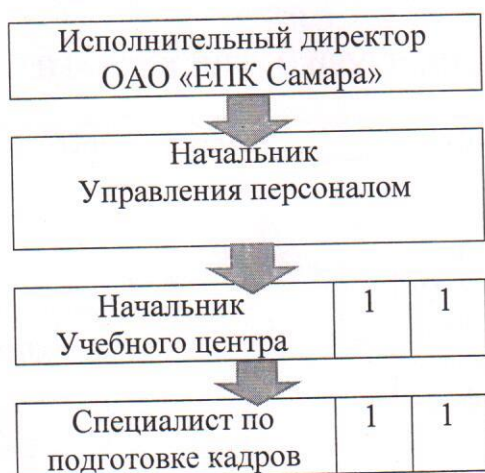 Исполнительный директор
ОАО «ЕПК Самара»
Начальник
Управления персоналом
Начальник 1 1
Учебного центра
Специалист по 1 1
подготовке кадров